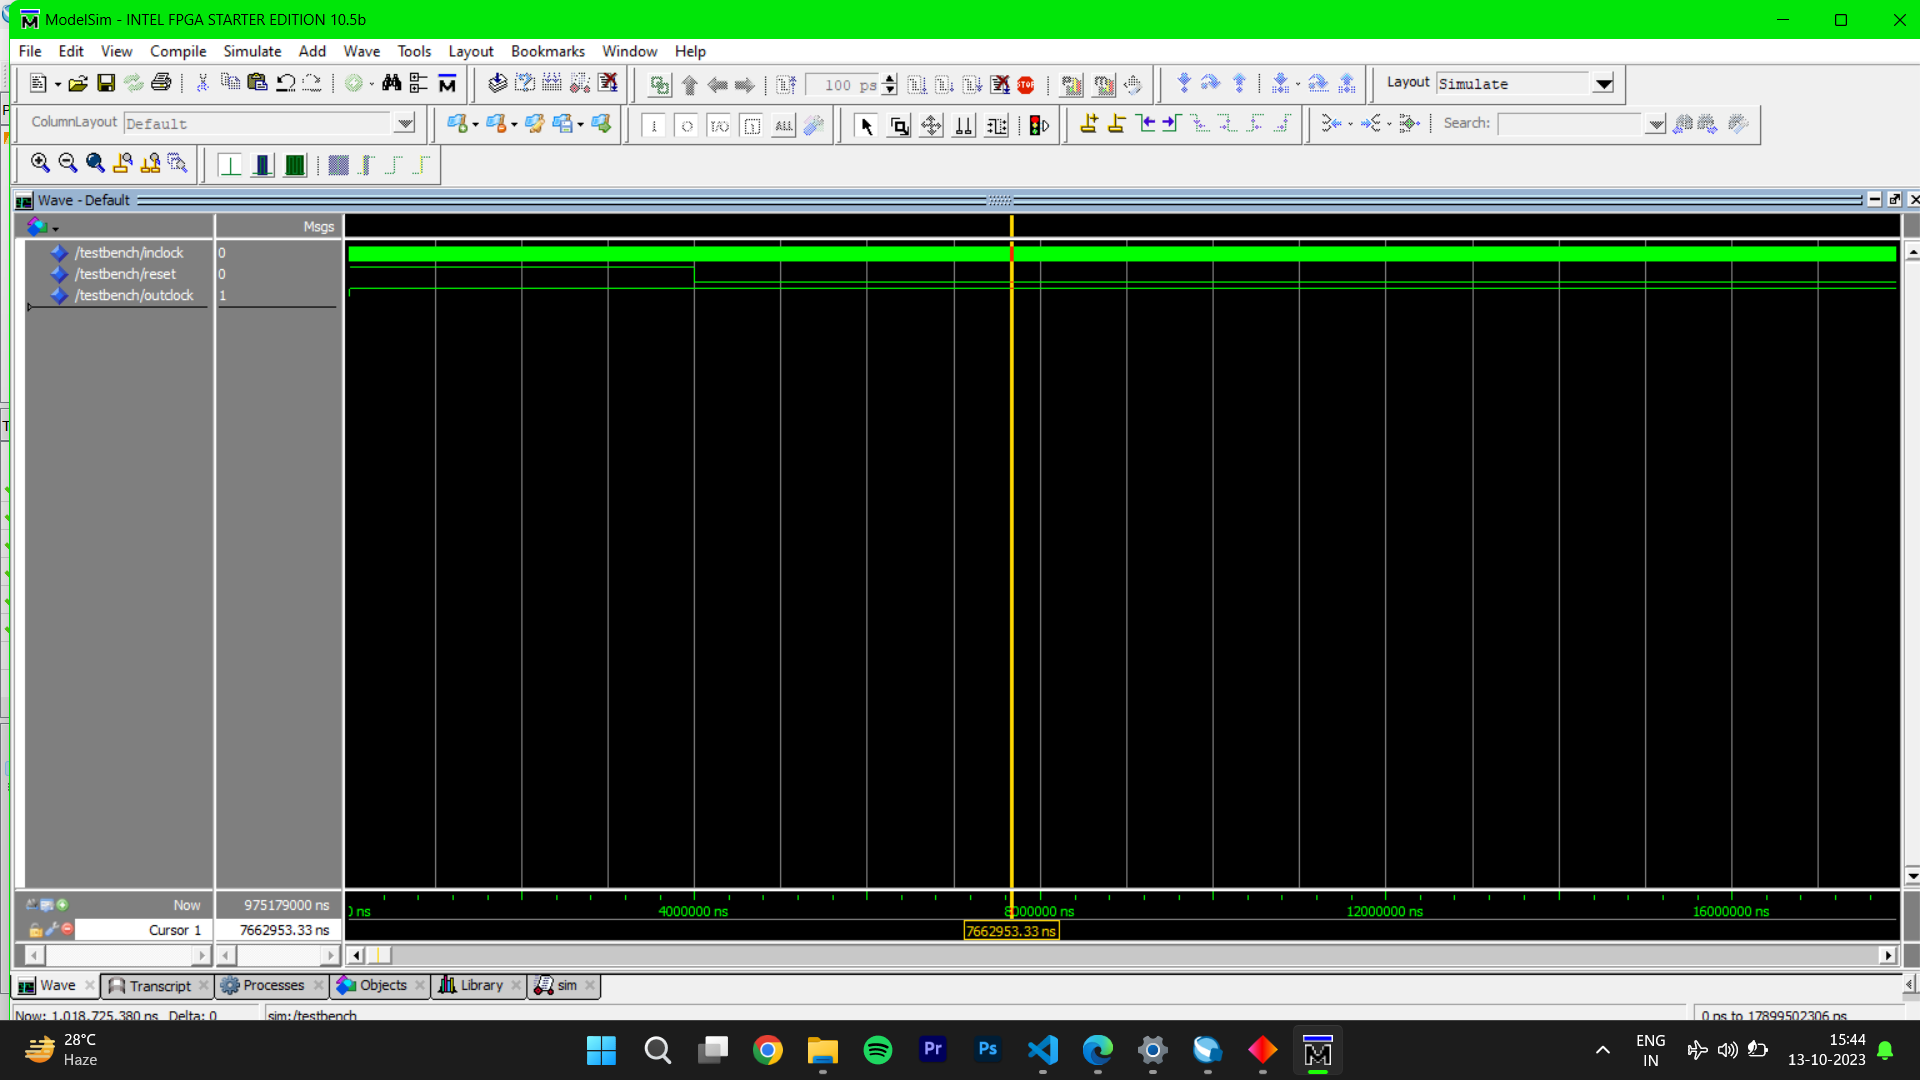 ModelSim - INTEL FPGA STARTER EDITION 10.5b
File Edit View Compile Simulate Add Wave Tools Layout Bookmarks Window Help
100 ps
STOP
Layout Simulate
ColumnLayout Default
ALL
Search:
Wave - Default
Msgs
/testbench/inclock 0
/testbench/reset 0
/testbench/outclock 1
Now 975179000 ns
0 ns 4000000 ns 8000000 ns 12000000 ns 16000000 ns
Cursor 1 7662953.33 ns
7662953.33 ns
Wave Transcript Processes Objects Library sim
Now: 1,018,725,380 ns Delta: 0 sim:/testbench 0 ns to 17899502306 ns
28°C
Haze
Pr Ps
ENG
IN
15:44
13-10-2023